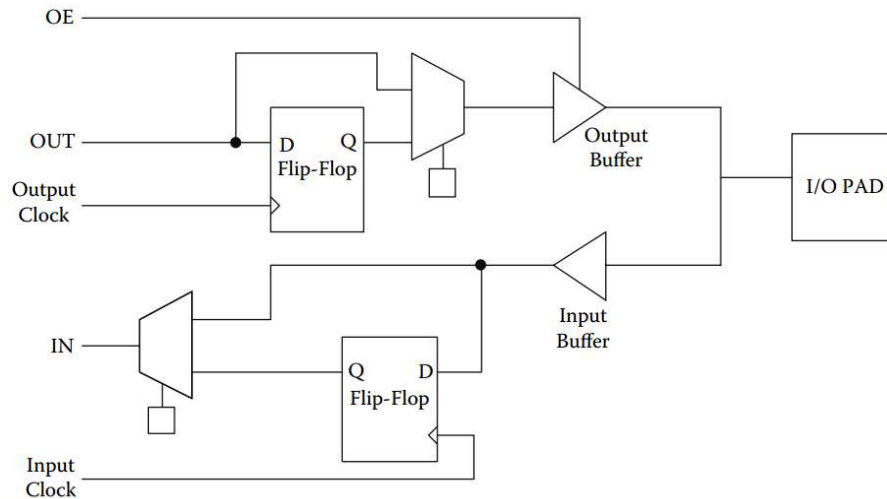 OE
OUT
D
Q
Flip-Flop
Output
Buffer
I/O PAD
Output
Clock
Input
Buffer
IN
Q
D
Flip-Flop
Input
Clock